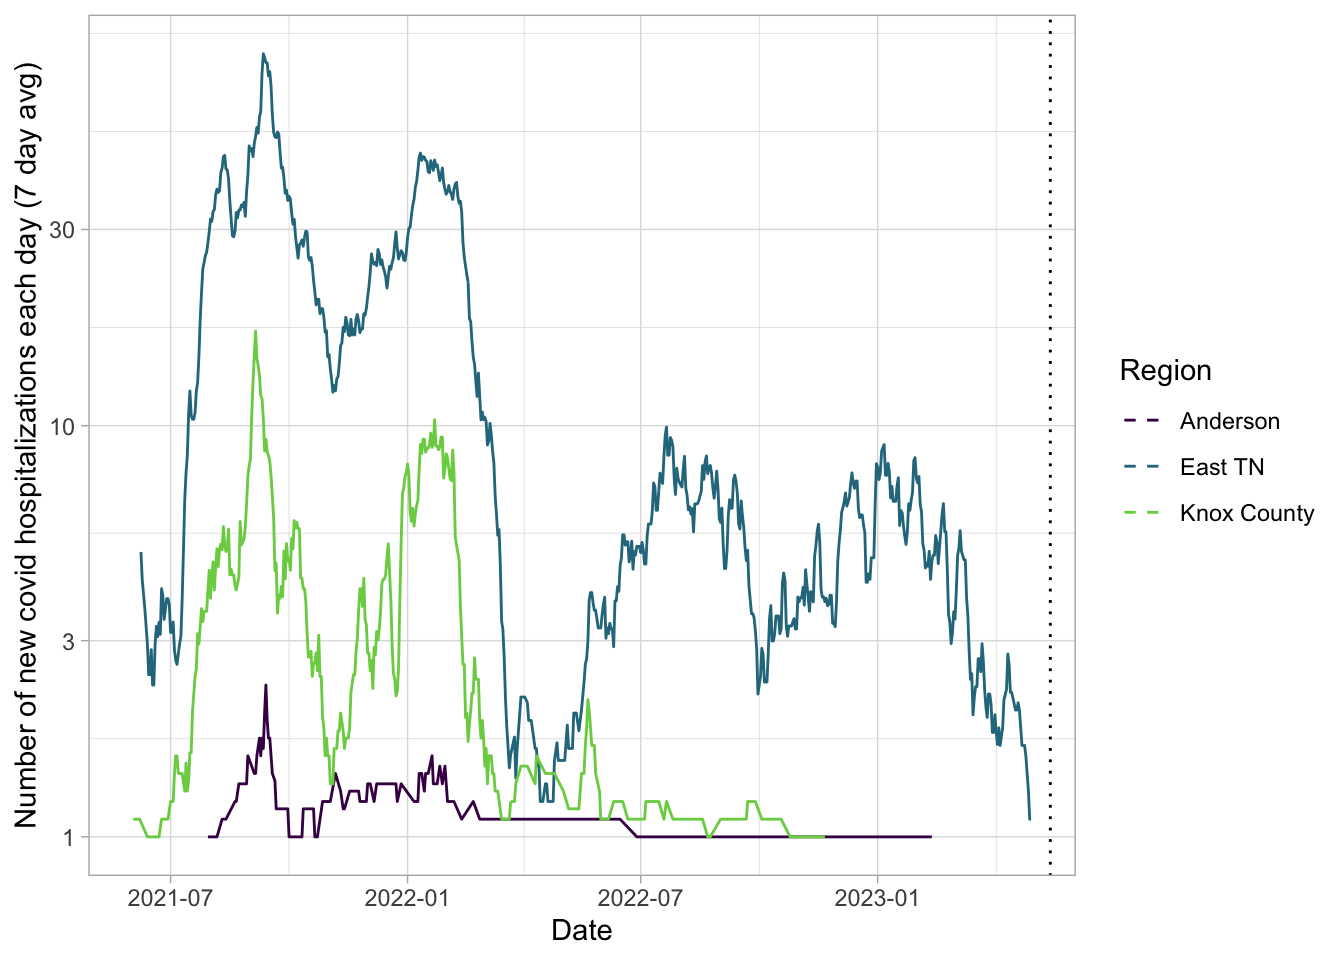 Number of new covid hospitalizations each day (7 day avg)
30
10
3
1
2021-07
2022-01
2022-07
2023-01
Date
Region
Anderson
East TN
Knox County